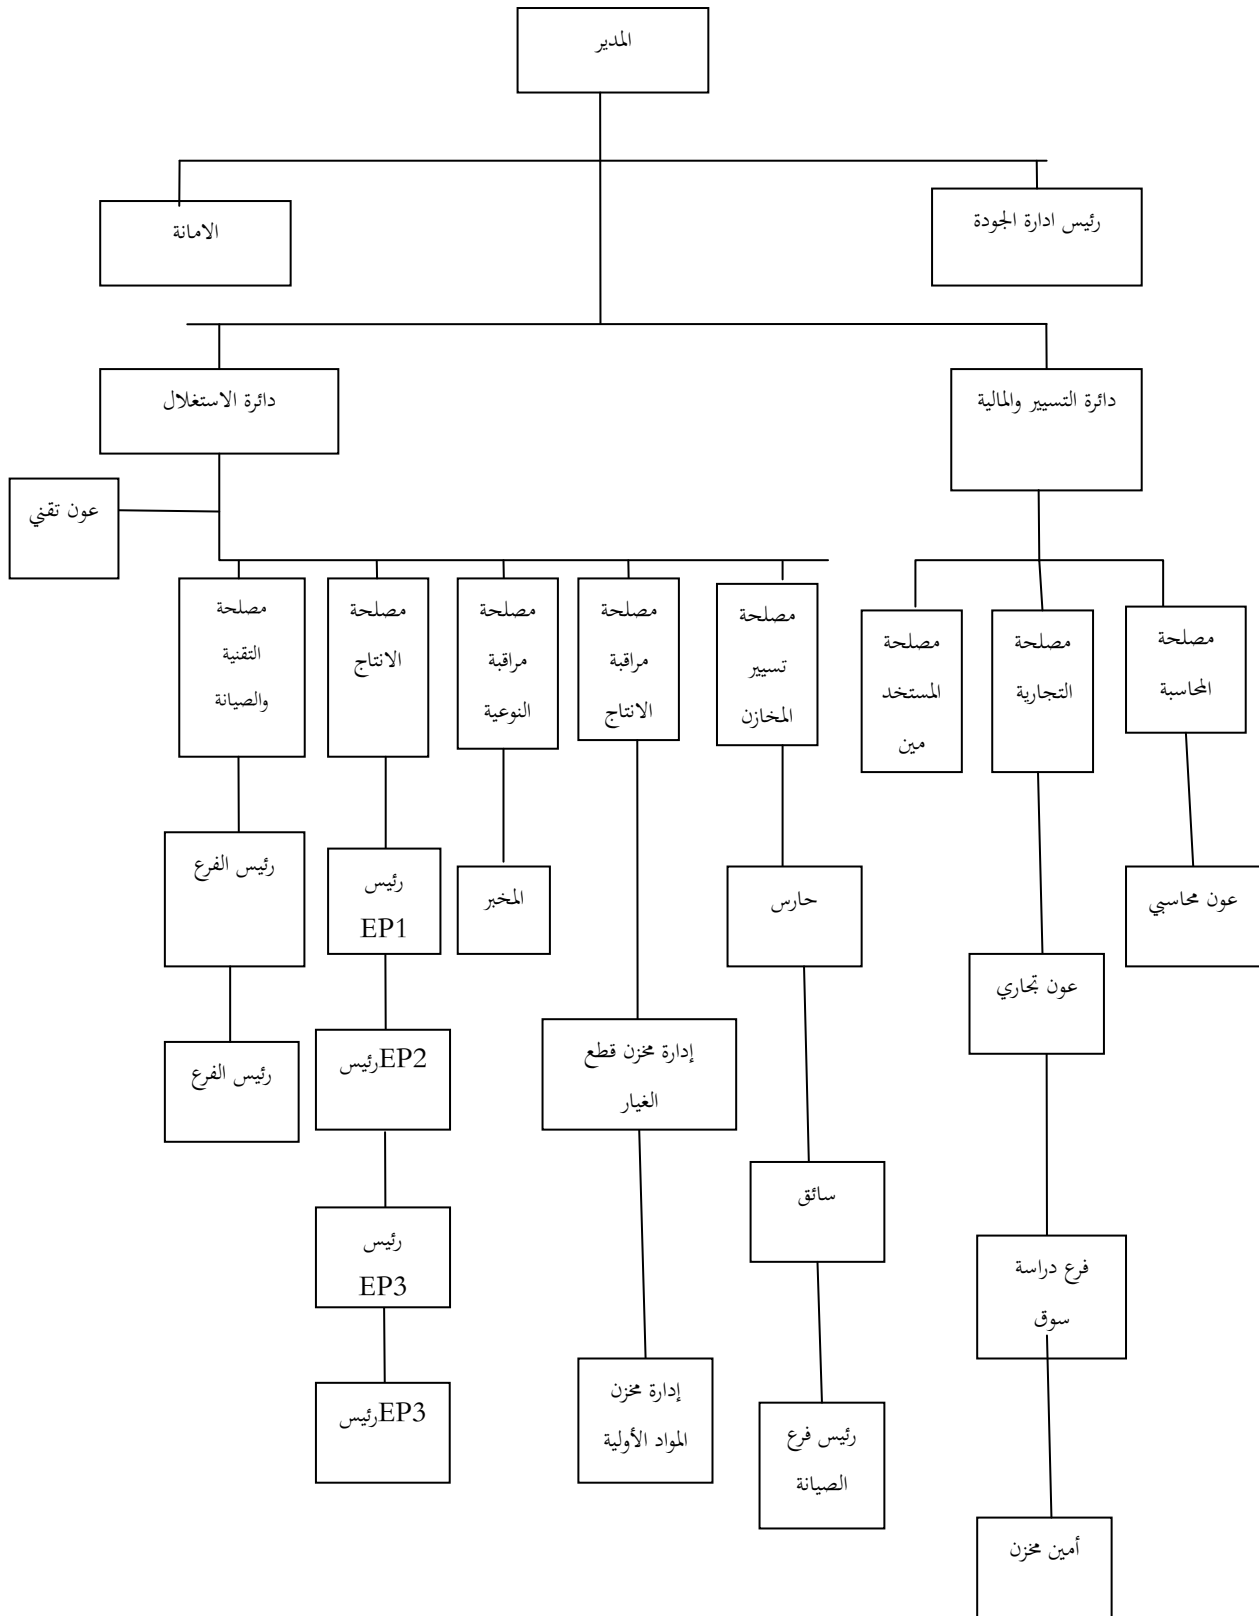 المدير
رئيس ادارة الجودة
الامانة
دائرة التسيير والمالية
دائرة الاستغلال
عون تقني
مصلحة
المحاسبة
مصلحة
التجارية
مصلحة
المستخد
مين
مصلحة
تسيير
المخازن
مصلحة
مراقبة
الانتاج
مصلحة
مراقبة
النوعية
مصلحة
الانتاج
مصلحة
التقنية
والصيانة
عون محاسبي
حارس
المخبر
رئيس
EP1
رئيس الفرع
عون تجاري
إدارة مخزن قطع
الغيار
EP2رئيس
رئيس الفرع
سائق
فرع دراسة
سوق
رئيس
EP3
إدارة مخزن
المواد الأولية
EP3رئيس
رئيس فرع
الصيانة
أمين مخزن